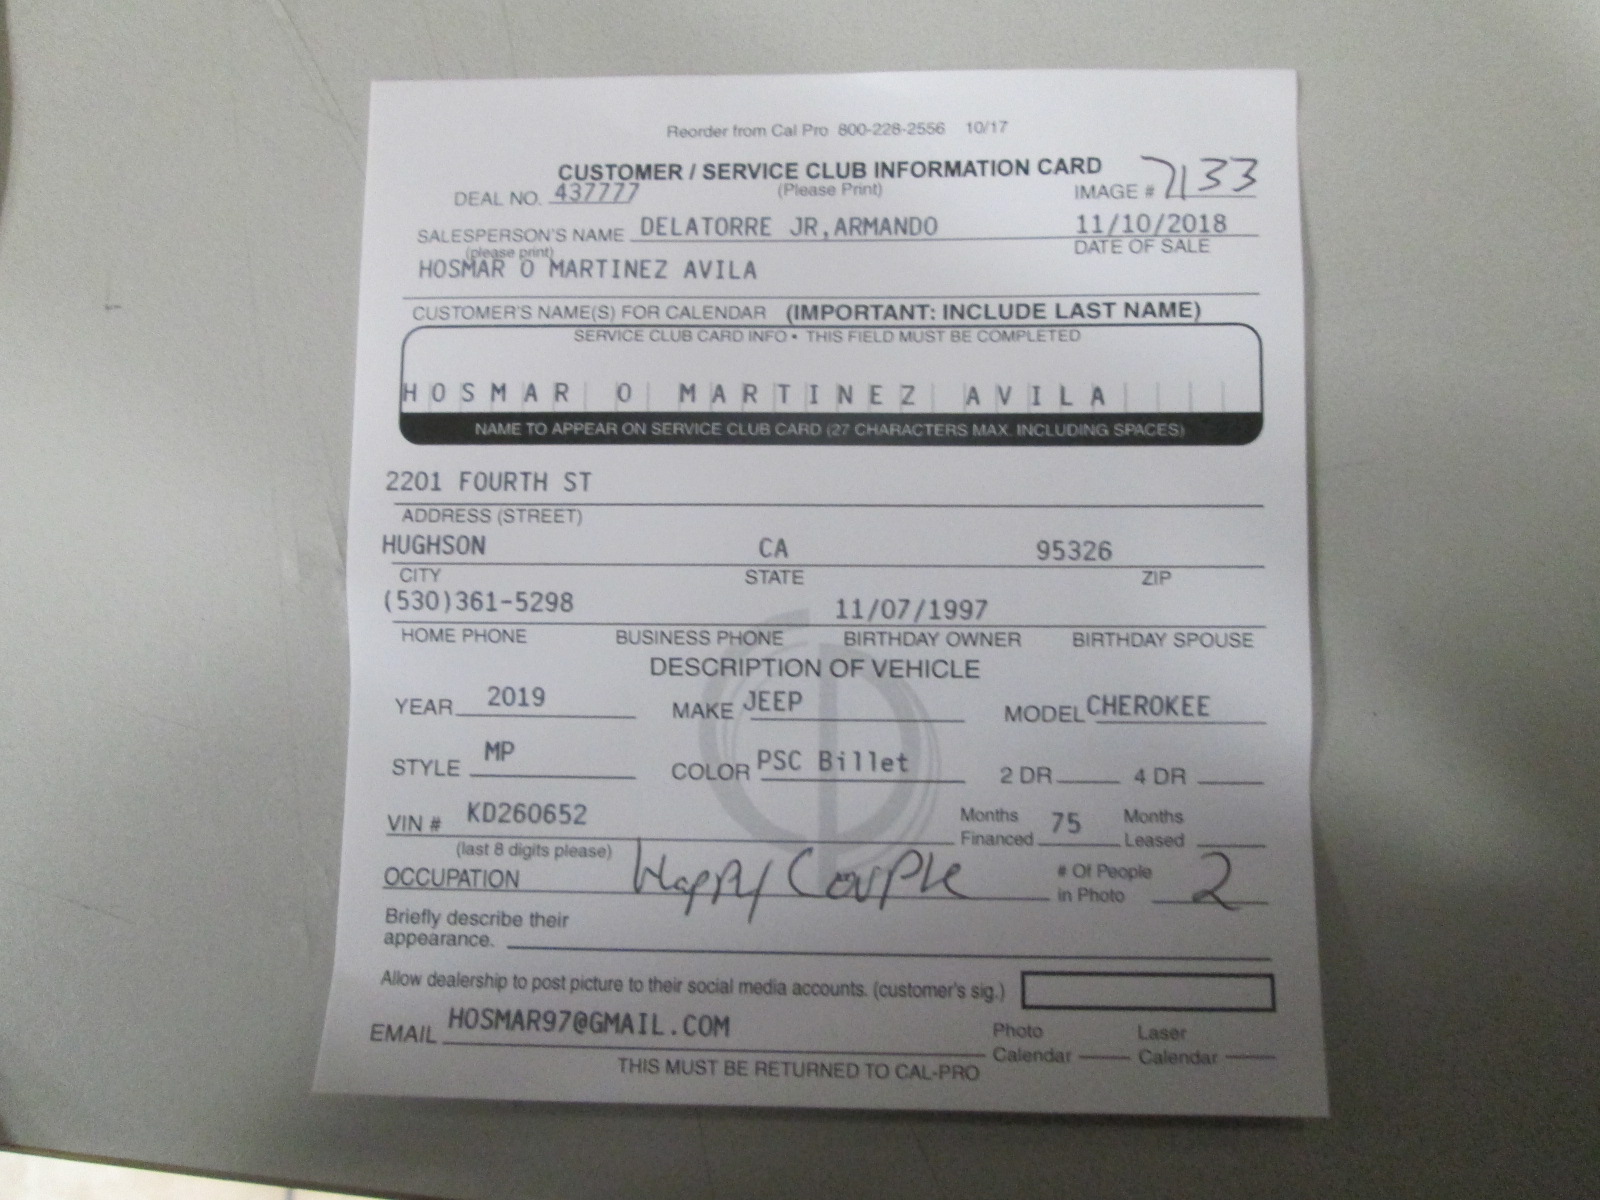 Reorder from Cal Pro 800-228-2556 10/17
CUSTOMER / SERVICE CLUB INFORMATION CARD
DEAL NO. 437777 (Please Print) IMAGE # 7133
SALESPERSON'S NAME DELATORRE JR,ARMANDO 11/10/2018
(please print) DATE OF SALE
HOSMAR O MARTINEZ AVILA
CUSTOMER'S NAME(S) FOR CALENDAR (IMPORTANT: INCLUDE LAST NAME)
SERVICE CLUB CARD INFO • THIS FIELD MUST BE COMPLETED
HOSMAR O MARTINEZ AVILA
NAME TO APPEAR ON SERVICE CLUB CARD (27 CHARACTERS MAX. INCLUDING SPACES)
2201 FOURTH ST
ADDRESS (STREET)
HUGHSON CA 95326
CITY STATE ZIP
(530)361-5298 11/07/1997
HOME PHONE BUSINESS PHONE BIRTHDAY OWNER BIRTHDAY SPOUSE
DESCRIPTION OF VEHICLE
YEAR 2019 MAKE JEEP MODEL CHEROKEE
STYLE MP COLOR PSC Billet 2 DR 4 DR
VIN # KD260652 Months Financed 75 Months Leased
(last 8 digits please)
OCCUPATION Happy Couple # Of People in Photo 2
Briefly describe their
appearance.
Allow dealership to post picture to their social media accounts. (customer's sig.)
EMAIL HOSMAR97@GMAIL.COM Photo Calendar Laser Calendar
THIS MUST BE RETURNED TO CAL-PRO